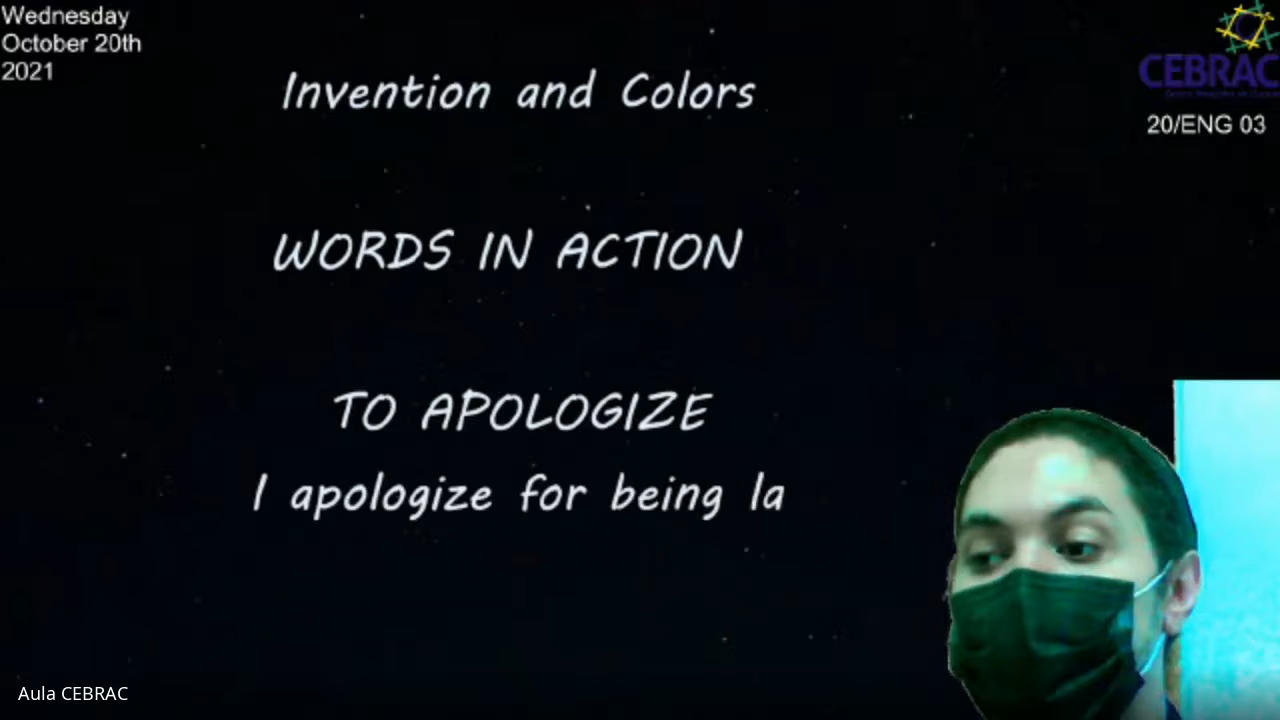 Wednesday
October 20th
2021
CEBRAC
20/ENG 03
Invention and Colors
WORDS IN ACTION
TO APOLOGIZE
I apologize for being la
Aula CEBRAC